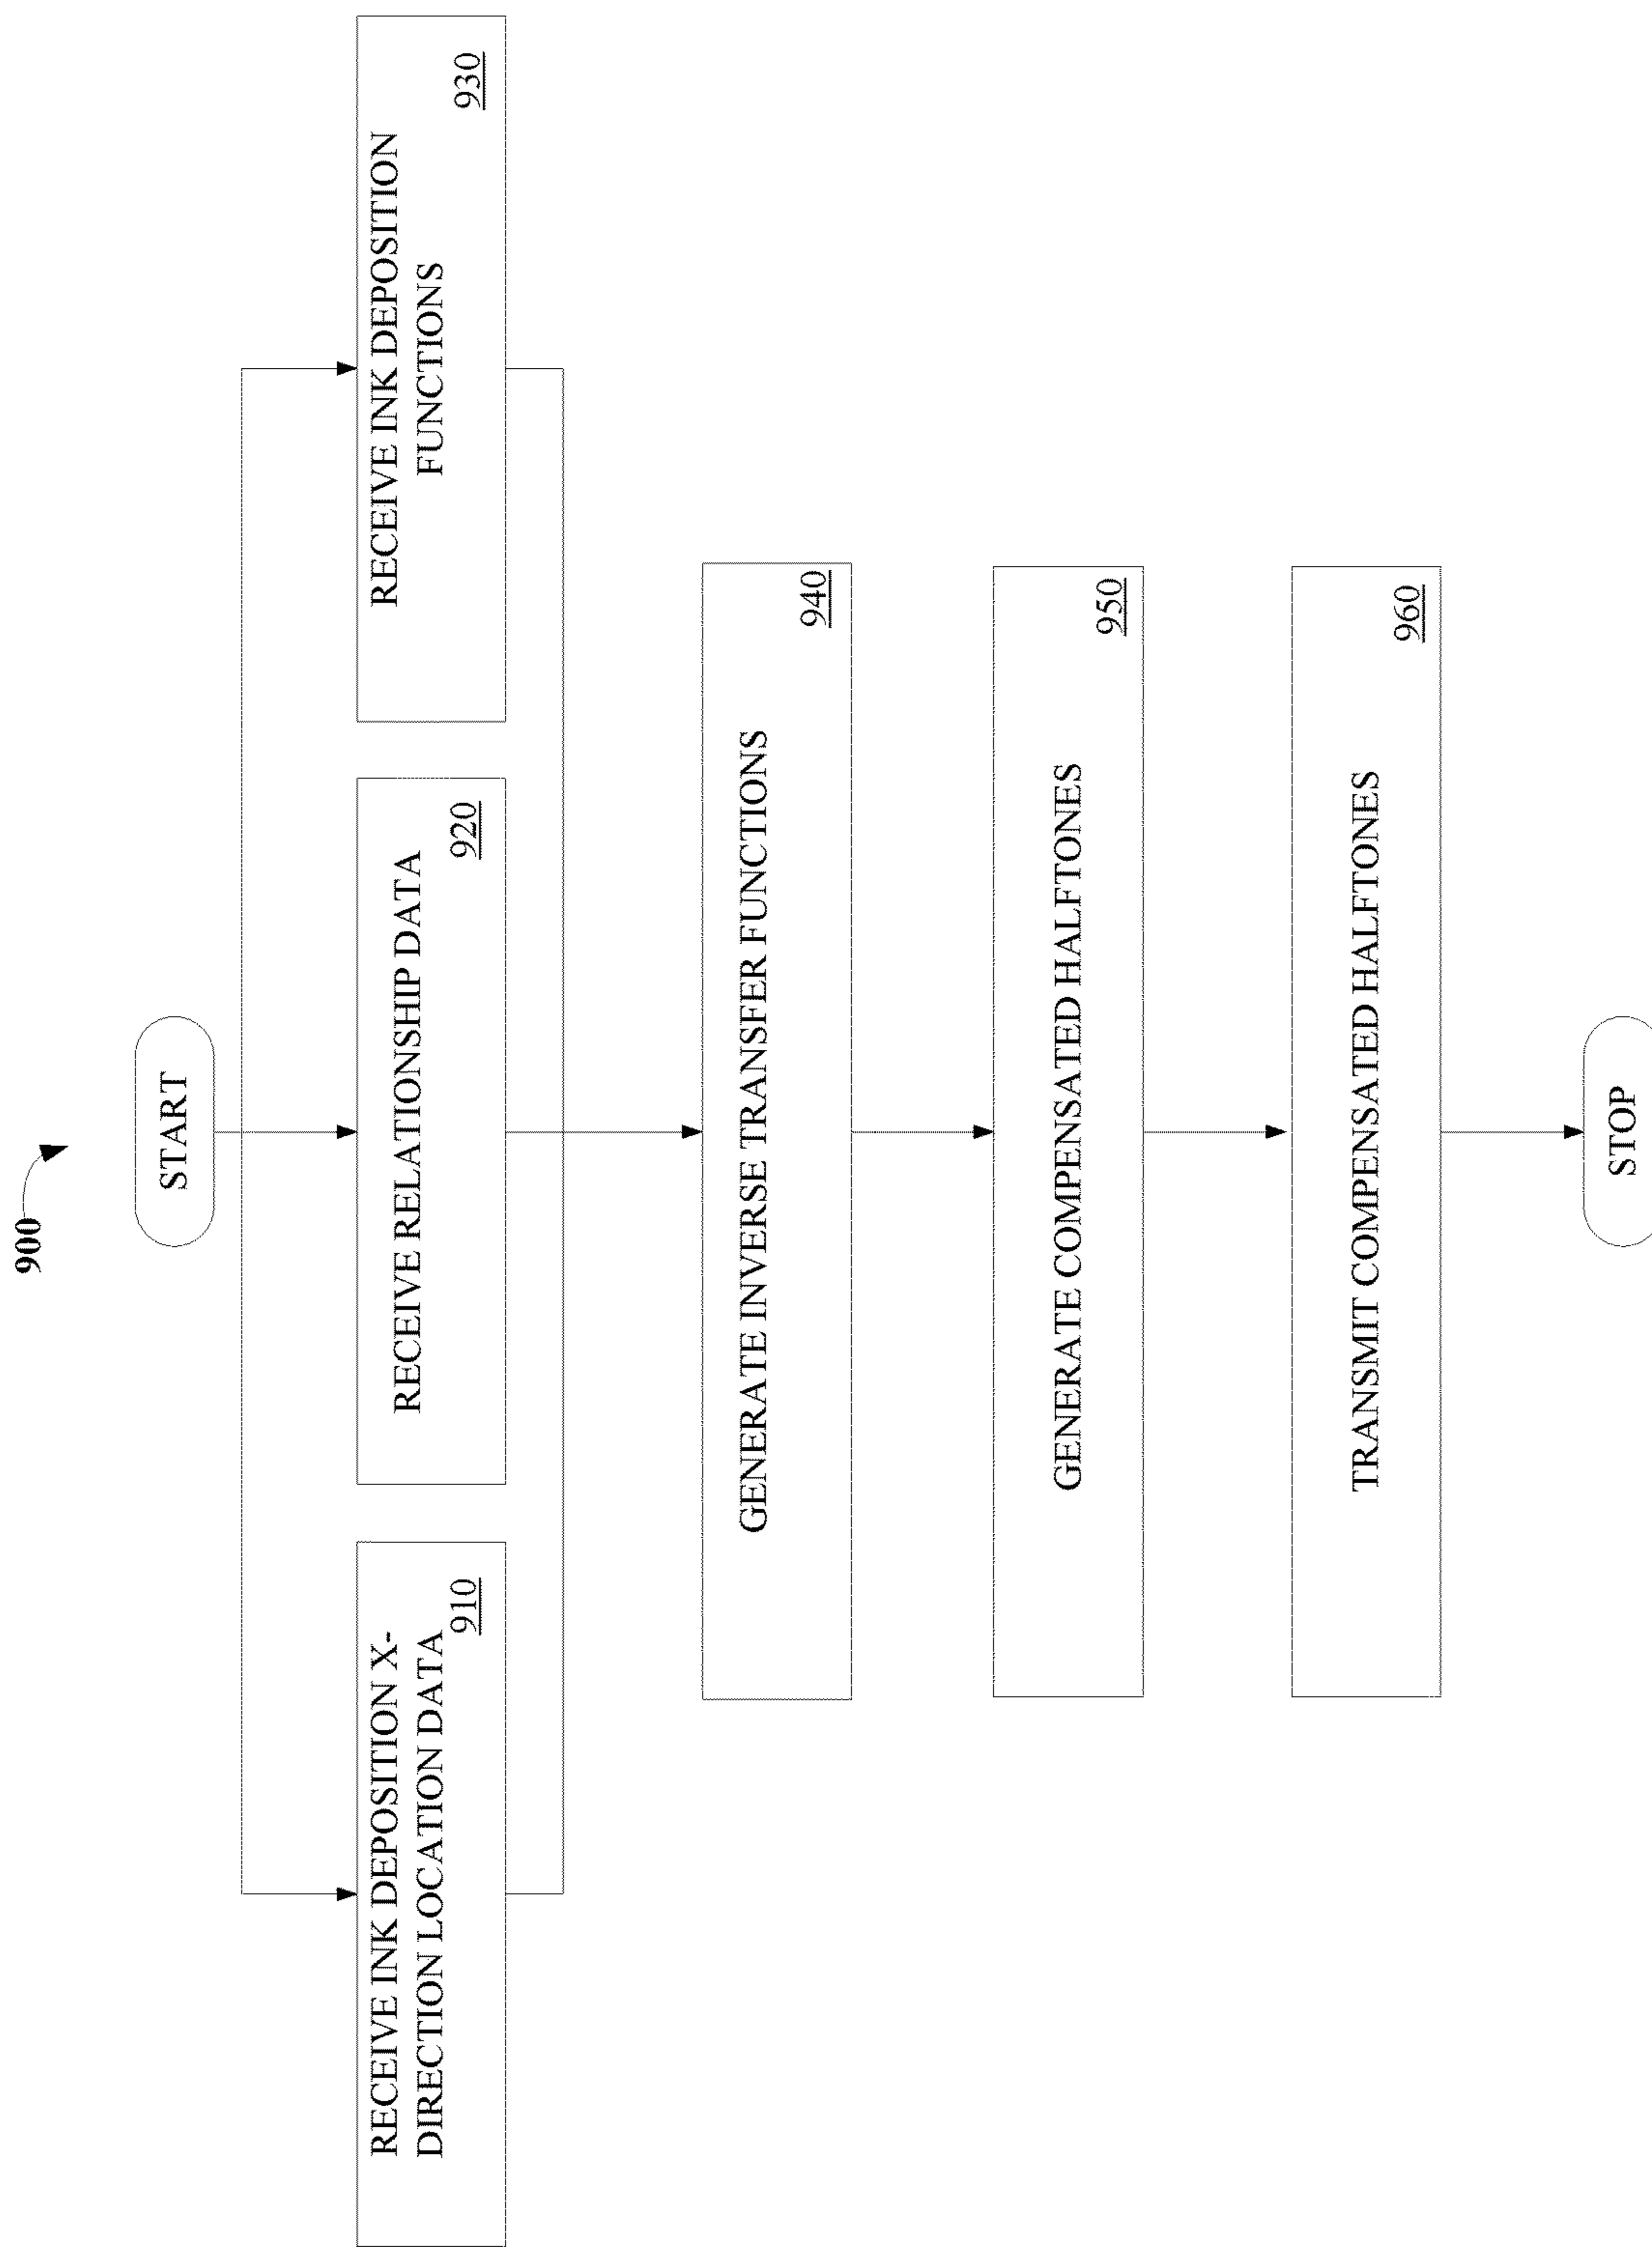 900
START
RECEIVE INK DEPOSITION X-
DIRECTION LOCATION DATA
910
RECEIVE RELATIONSHIP DATA
920
RECEIVE INK DEPOSITION
FUNCTIONS
930
GENERATE INVERSE TRANSFER FUNCTIONS
940
GENERATE COMPENSATED HALFTONES
950
TRANSMIT COMPENSATED HALFTONES
960
STOP